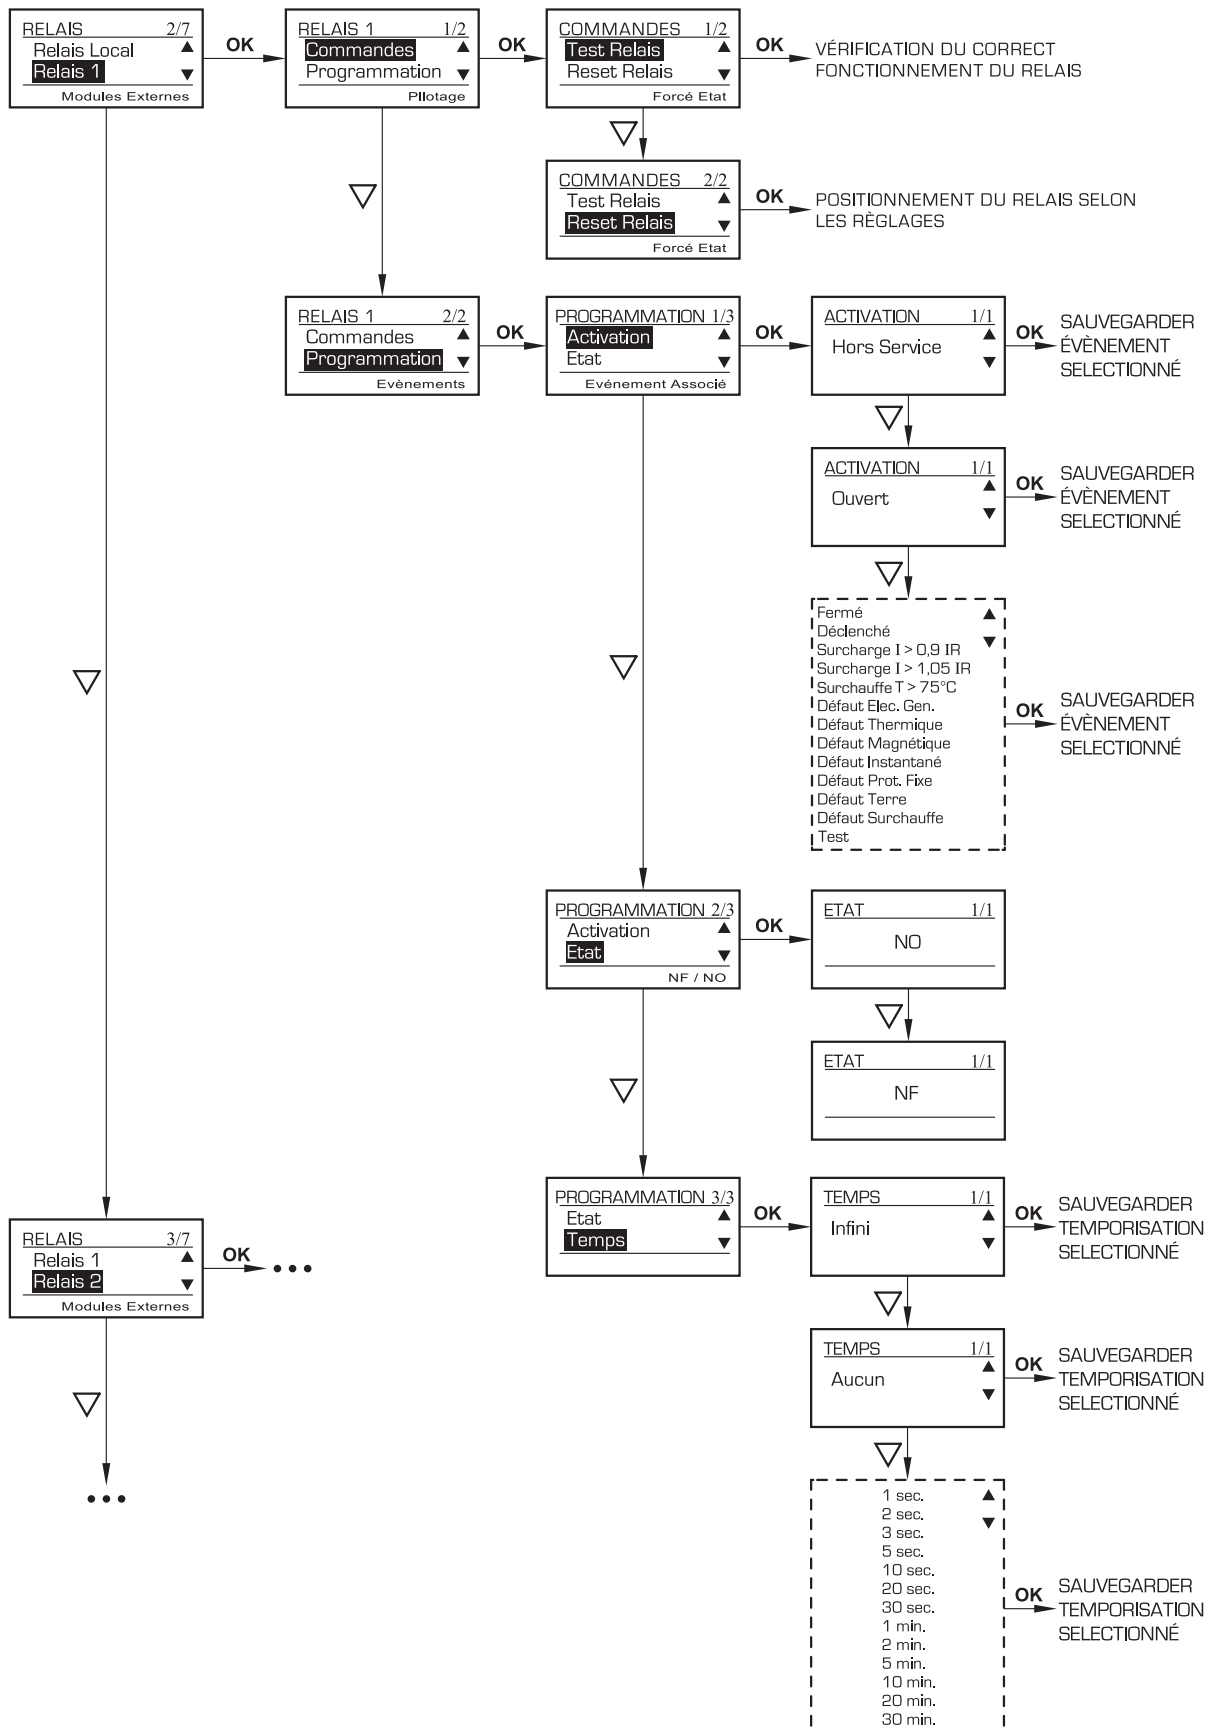 RELAIS 2/7
Relais Local
Relais 1
Modules Externes
OK
RELAIS 1 1/2
Commandes
Programmation
PIlotage
OK
COMMANDES 1/2
Test Relais
Reset Relais
Forcé Etat
OK
VÉRIFICATION DU CORRECT
FONCTIONNEMENT DU RELAIS
COMMANDES 2/2
Test Relais
Reset Relais
Forcé Etat
OK
POSITIONNEMENT DU RELAIS SELON
LES RÈGLAGES
RELAIS 1 2/2
Commandes
Programmation
Evènements
OK
PROGRAMMATION 1/3
Activation
Etat
Evénement Associé
OK
ACTIVATION 1/1
Hors Service
OK
SAUVEGARDER
ÉVÈNEMENT
SELECTIONNÉ
ACTIVATION 1/1
Ouvert
OK
SAUVEGARDER
ÉVÈNEMENT
SELECTIONNÉ
Fermé
Déclenché
Surcharge I > 0,9 IR
Surcharge I > 1,05 IR
Surchauffe T > 75°C
Défaut Elec. Gen.
Défaut Thermique
Défaut Magnétique
Défaut Instantané
Défaut Prot. Fixe
Défaut Terre
Défaut Surchauffe
Test
OK
SAUVEGARDER
ÉVÈNEMENT
SELECTIONNÉ
PROGRAMMATION 2/3
Activation
Etat
NF / NO
OK
ETAT 1/1
NO
ETAT 1/1
NF
PROGRAMMATION 3/3
Etat
Temps
OK
TEMPS 1/1
Infini
OK
SAUVEGARDER
TEMPORISATION
SELECTIONNÉ
RELAIS 3/7
Relais 1
Relais 2
Modules Externes
OK
• • •
TEMPS 1/1
Aucun
OK
SAUVEGARDER
TEMPORISATION
SELECTIONNÉ
• • •
1 sec.
2 sec.
3 sec.
5 sec.
10 sec.
20 sec.
30 sec.
1 min.
2 min.
5 min.
10 min.
20 min.
30 min.
OK
SAUVEGARDER
TEMPORISATION
SELECTIONNÉ